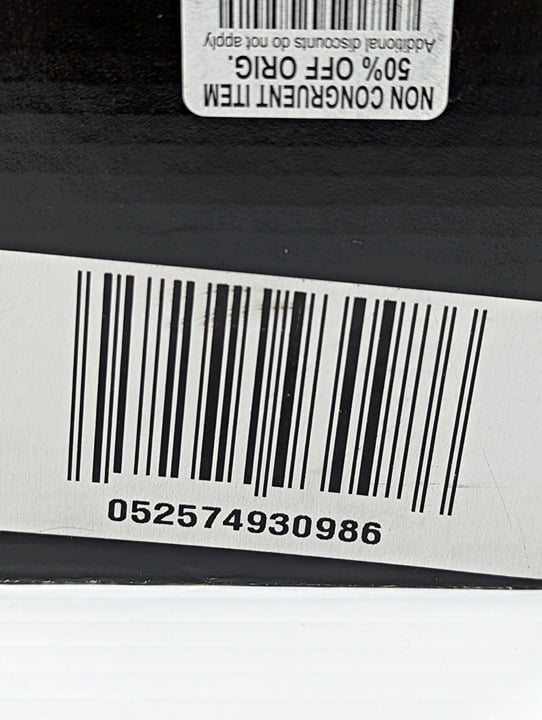 NON CONGRUENT ITEM
50% OFF ORIG.
Additional discounts do not apply
052574930986